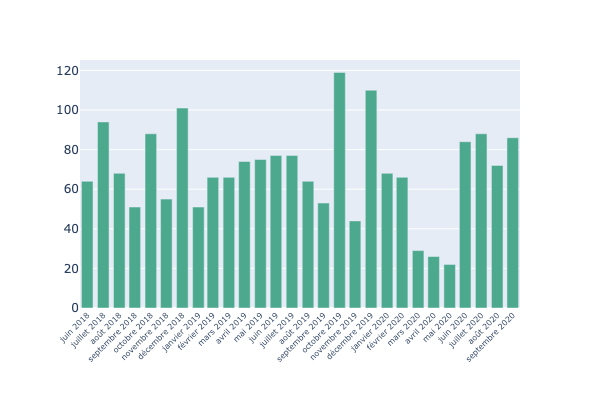 120
100
80
60
40
20
0
juin 2018
juillet 2018
août 2018
septembre 2018
octobre 2018
novembre 2018
décembre 2018
janvier 2019
février 2019
mars 2019
avril 2019
mai 2019
juin 2019
juillet 2019
août 2019
septembre 2019
octobre 2019
novembre 2019
décembre 2019
janvier 2020
février 2020
mars 2020
avril 2020
mai 2020
juin 2020
juillet 2020
août 2020
septembre 2020